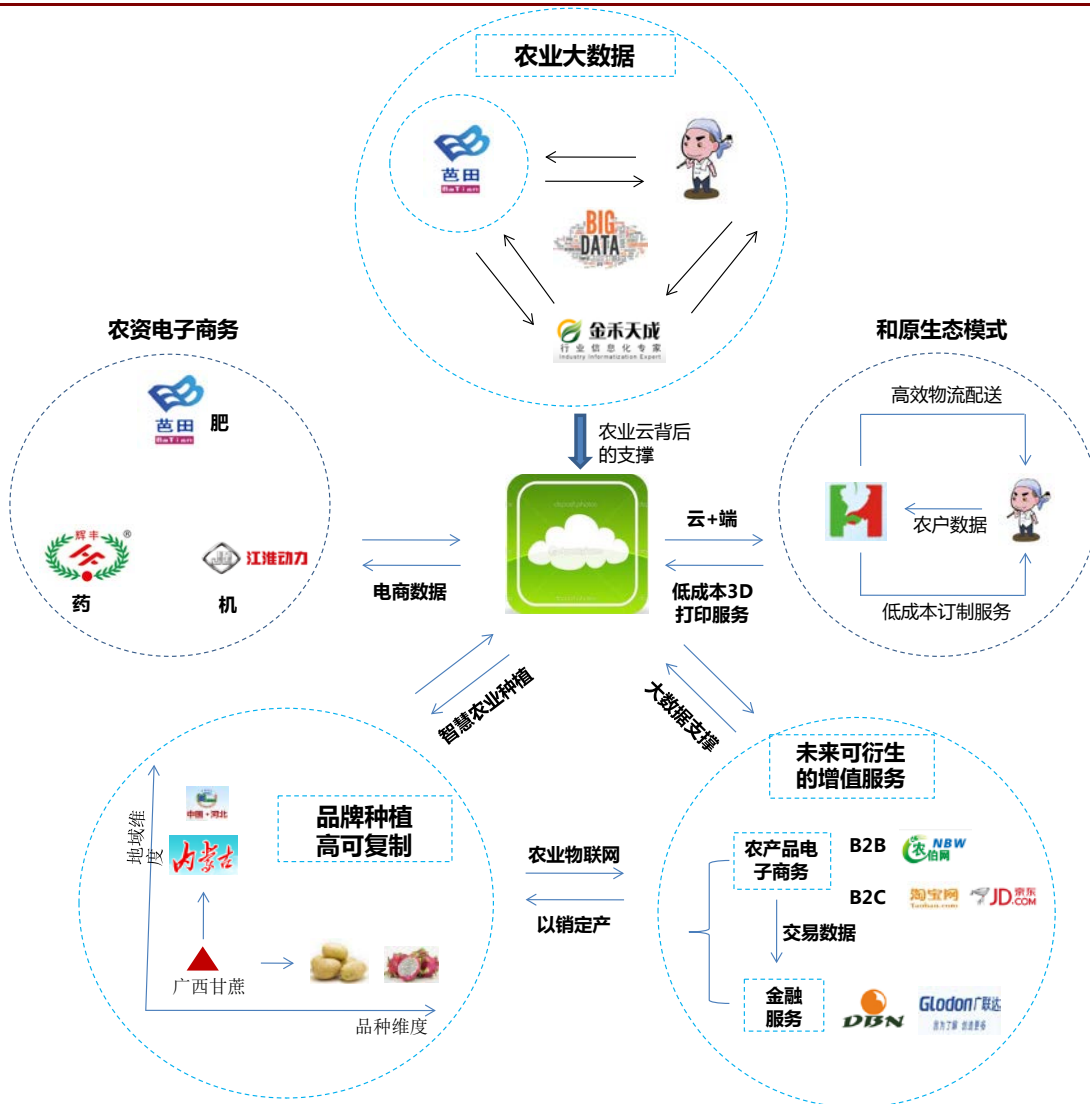 农业大数据
芭田
BaTian
BIG
DATA
金禾天成
行业信息化专家
Industry Informatization Expert
农资电子商务
芭田
BaTian
肥
辉丰
®
药
江淮动力
机
农业云背后
的支撑
云+端
低成本3D
打印服务
电商数据
和原生态模式
高效物流配送
农户数据
低成本订制服务
智慧农业种植
大数据支撑
地域维
度
中国·河北
内蒙古
品牌种植
高可复制
广西甘蔗
品种维度
农业物联网
以销定产
未来可衍生
的增值服务
农产品电
子商务
B2B
农伯网
NBW
B2C
淘宝网
Taobao.com
JD.COM
京东
交易数据
金融
服务
DBN
GLodon广联达